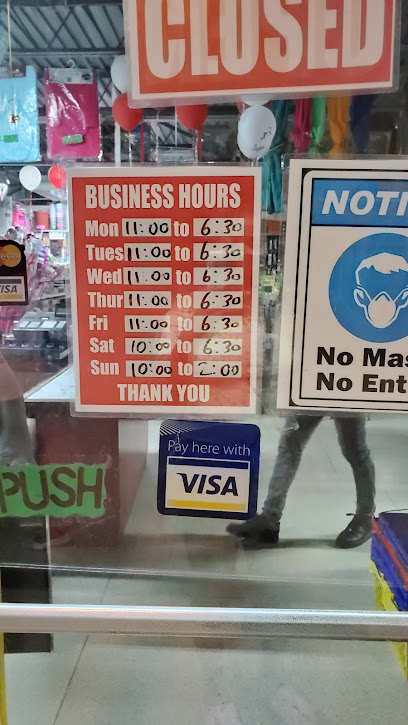 CLOSED
BUSINESS HOURS
Mon 11:00 to 6:30
Tues 11:00 to 6:30
Wed 11:00 to 6:30
Thur 11:00 to 6:30
Fri 11:00 to 6:30
Sat 10:00 to 6:30
Sun 10:00 to 2:00
THANK YOU
NOTI
No Mas
No Ent
VISA
Pay here with
VISA
PUSH